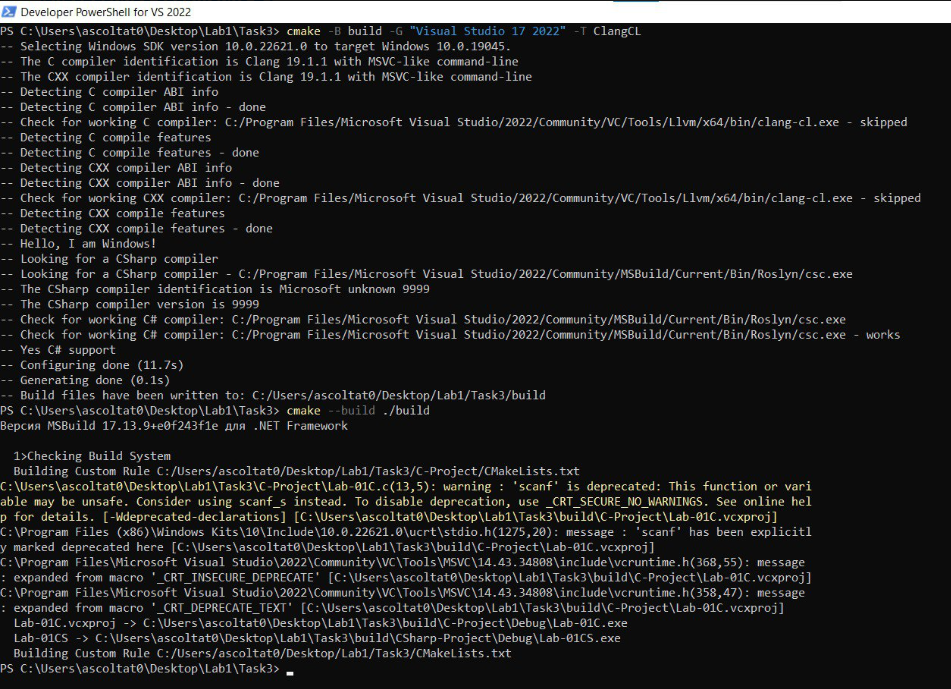 Developer PowerShell for VS 2022
PS C:\Users\ascoltat0\Desktop\Lab1\Task3> cmake -B build -G "Visual Studio 17 2022" -T ClangCL
-- Selecting Windows SDK version 10.0.22621.0 to target Windows 10.0.19045.
-- The C compiler identification is Clang 19.1.1 with MSVC-like command-line
-- The CXX compiler identification is Clang 19.1.1 with MSVC-like command-line
-- Detecting C compiler ABI info
-- Detecting C compiler ABI info - done
-- Check for working C compiler: C:/Program Files/Microsoft Visual Studio/2022/Community/VC/Tools/Llvm/x64/bin/clang-cl.exe - skipped
-- Detecting C compile features
-- Detecting C compile features - done
-- Detecting CXX compiler ABI info
-- Detecting CXX compiler ABI info - done
-- Check for working CXX compiler: C:/Program Files/Microsoft Visual Studio/2022/Community/VC/Tools/Llvm/x64/bin/clang-cl.exe - skipped
-- Detecting CXX compile features
-- Detecting CXX compile features - done
-- Hello, I am Windows!
-- Looking for a CSharp compiler
-- Looking for a CSharp compiler - C:/Program Files/Microsoft Visual Studio/2022/Community/MSBuild/Current/Bin/Roslyn/csc.exe
-- The CSharp compiler identification is Microsoft unknown 9999
-- The CSharp compiler version is 9999
-- Check for working C# compiler: C:/Program Files/Microsoft Visual Studio/2022/Community/MSBuild/Current/Bin/Roslyn/csc.exe
-- Check for working C# compiler: C:/Program Files/Microsoft Visual Studio/2022/Community/MSBuild/Current/Bin/Roslyn/csc.exe - works
-- Yes C# support
-- Configuring done (11.7s)
-- Generating done (0.1s)
-- Build files have been written to: C:/Users/ascoltat0/Desktop/Lab1/Task3/build
PS C:\Users\ascoltat0\Desktop\Lab1\Task3> cmake --build ./build
Версия MSBuild 17.13.9+e0f243f1e для .NET Framework
1>Checking Build System
Building Custom Rule C:/Users/ascoltat0/Desktop/Lab1/Task3/C-Project/CMakeLists.txt
C:\Users\ascoltat0\Desktop\Lab1\Task3\C-Project\Lab-01C.c(13,5): warning : 'scanf' is deprecated: This function or vari
able may be unsafe. Consider using scanf_s instead. To disable deprecation, use _CRT_SECURE_NO_WARNINGS. See online hel
p for details. [-Wdeprecated-declarations] [C:\Users\ascoltat0\Desktop\Lab1\Task3\build\C-Project\Lab-01C.vcxproj]
C:\Program Files (x86)\Windows Kits\10\Include\10.0.22621.0\ucrt\stdio.h(1275,20): message : 'scanf' has been explicitl
y marked deprecated here [C:\Users\ascoltat0\Desktop\Lab1\Task3\build\C-Project\Lab-01C.vcxproj]
C:\Program Files\Microsoft Visual Studio\2022\Community\VC\Tools\MSVC\14.43.34808\include\vcruntime.h(368,55): message
: expanded from macro '_CRT_INSECURE_DEPRECATE' [C:\Users\ascoltat0\Desktop\Lab1\Task3\build\C-Project\Lab-01C.vcxproj]
C:\Program Files\Microsoft Visual Studio\2022\Community\VC\Tools\MSVC\14.43.34808\include\vcruntime.h(358,47): message
: expanded from macro '_CRT_DEPRECATE_TEXT' [C:\Users\ascoltat0\Desktop\Lab1\Task3\build\C-Project\Lab-01C.vcxproj]
Lab-01C.vcxproj -> C:\Users\ascoltat0\Desktop\Lab1\Task3\build\C-Project\Debug\Lab-01C.exe
Lab-01CS -> C:\Users\ascoltat0\Desktop\Lab1\Task3\build\CSharp-Project\Debug\Lab-01CS.exe
Building Custom Rule C:/Users/ascoltat0/Desktop/Lab1/Task3/CMakeLists.txt
PS C:\Users\ascoltat0\Desktop\Lab1\Task3>